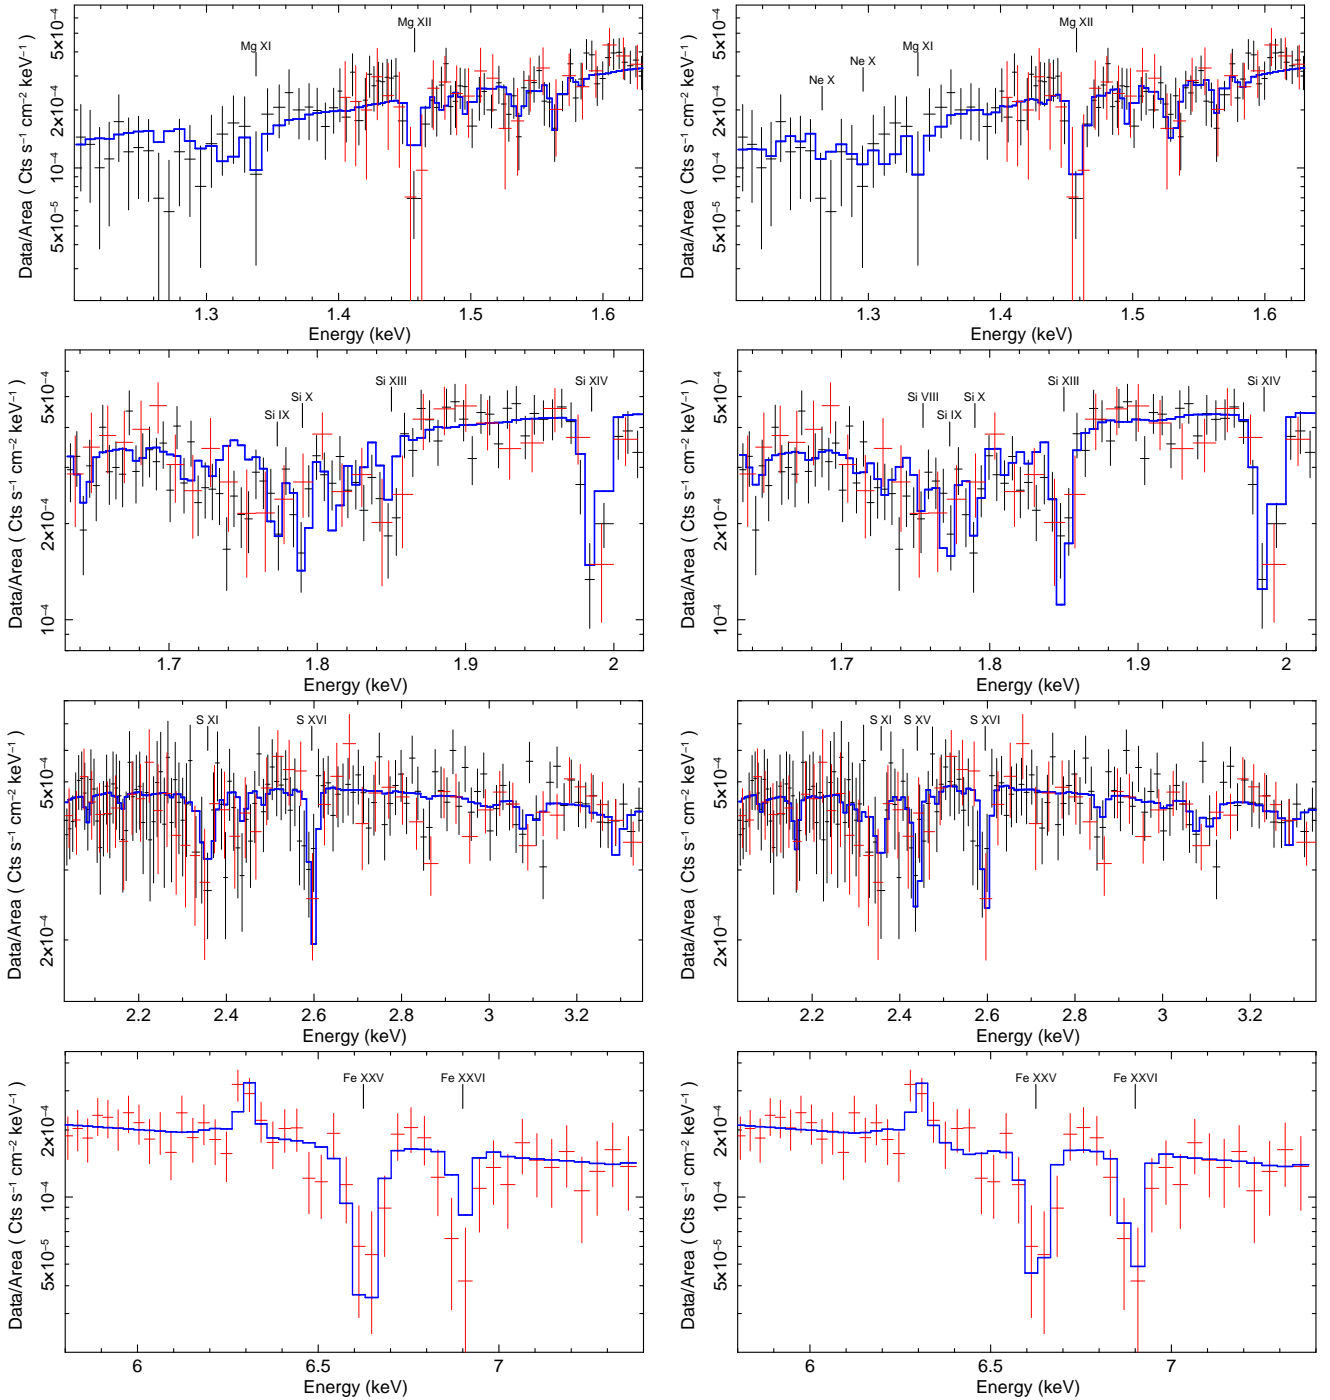 Data/Area ( Cts s⁻¹ cm⁻² keV⁻¹)
5×10⁻⁴
2×10⁻⁴
10⁻⁴
5×10⁻⁵
Mg XI
Mg XII
1.3 1.4 1.5 1.6
Energy (keV)
Data/Area ( Cts s⁻¹ cm⁻² keV⁻¹)
5×10⁻⁴
2×10⁻⁴
10⁻⁴
5×10⁻⁵
Ne X
Ne X
Mg XI
Mg XII
1.3 1.4 1.5 1.6
Energy (keV)
Data/Area ( Cts s⁻¹ cm⁻² keV⁻¹)
5×10⁻⁴
2×10⁻⁴
10⁻⁴
Si IX
Si X
Si XIII
Si XIV
1.7 1.8 1.9 2
Energy (keV)
Data/Area ( Cts s⁻¹ cm⁻² keV⁻¹)
5×10⁻⁴
2×10⁻⁴
10⁻⁴
Si VIII
Si IX
Si X
Si XIII
Si XIV
1.7 1.8 1.9 2
Energy (keV)
Data/Area ( Cts s⁻¹ cm⁻² keV⁻¹)
5×10⁻⁴
2×10⁻⁴
S XI
S XVI
2.2 2.4 2.6 2.8 3 3.2
Energy (keV)
Data/Area ( Cts s⁻¹ cm⁻² keV⁻¹)
5×10⁻⁴
2×10⁻⁴
S XI
S XV
S XVI
2.2 2.4 2.6 2.8 3 3.2
Energy (keV)
Data/Area ( Cts s⁻¹ cm⁻² keV⁻¹)
2×10⁻⁴
10⁻⁴
5×10⁻⁵
Fe XXV
Fe XXVI
6 6.5 7
Energy (keV)
Data/Area ( Cts s⁻¹ cm⁻² keV⁻¹)
2×10⁻⁴
10⁻⁴
5×10⁻⁵
Fe XXV
Fe XXVI
6 6.5 7
Energy (keV)